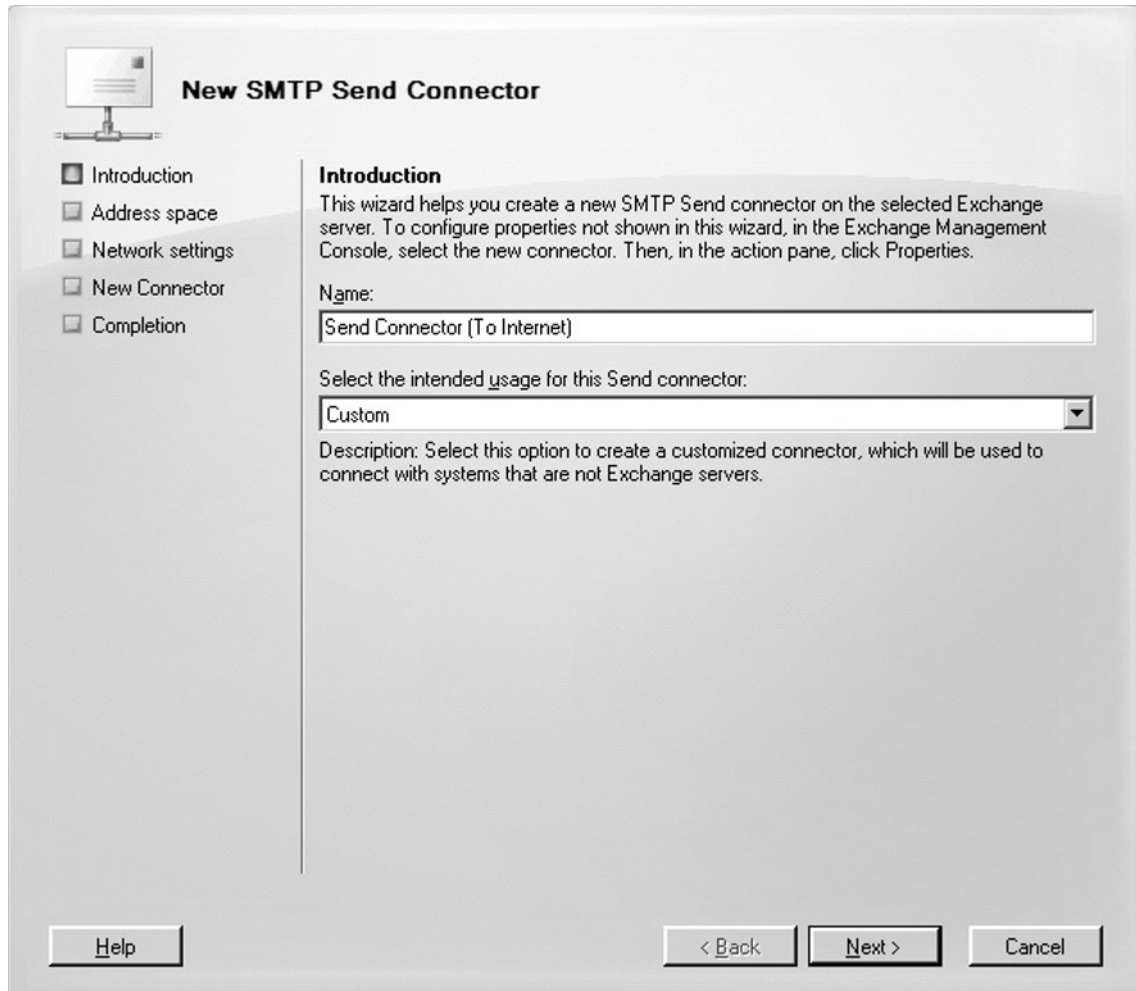 New SMTP Send Connector
Introduction
Address space
Network settings
New Connector
Completion
Introduction
This wizard helps you create a new SMTP Send connector on the selected Exchange
server. To configure properties not shown in this wizard, in the Exchange Management
Console, select the new connector. Then, in the action pane, click Properties.
Name:
Send Connector (To Internet)
Select the intended usage for this Send connector:
Custom
Description: Select this option to create a customized connector, which will be used to
connect with systems that are not Exchange servers.
Help
< Back
Next >
Cancel